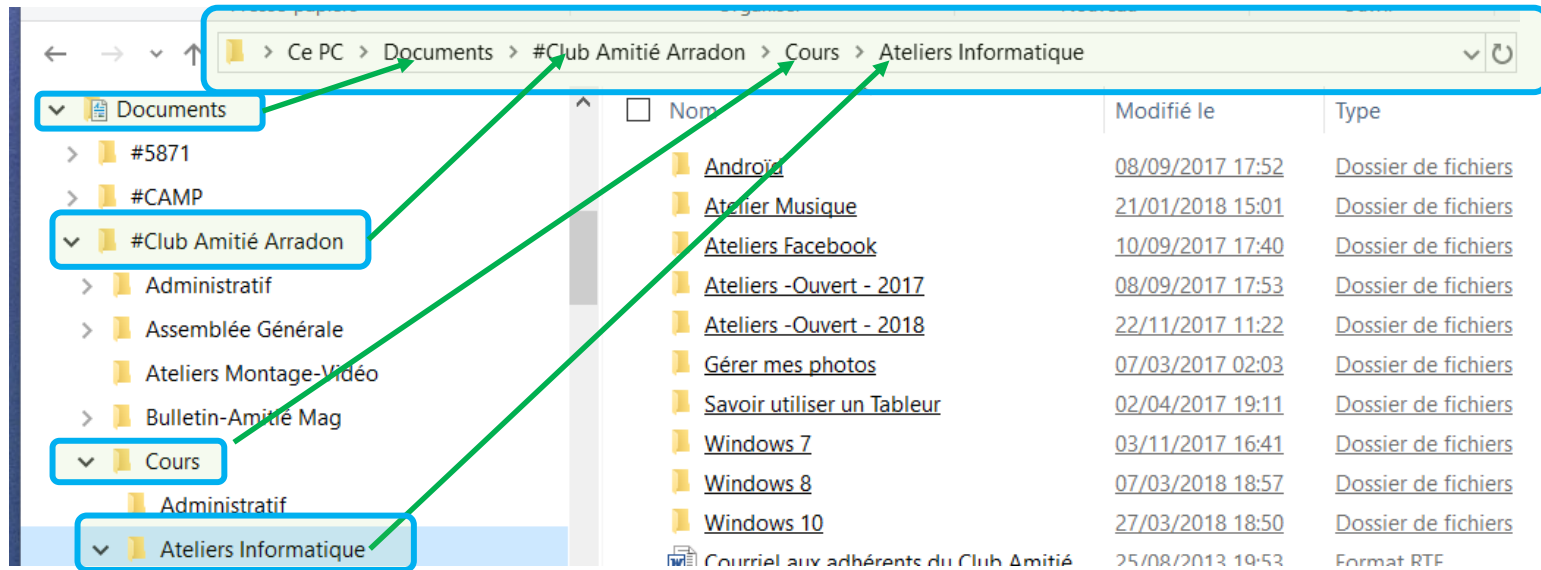 Presse-papiers Organiser Nouveau Ouvrir
Ce PC > Documents > #Club Amitié Arradon > Cours > Ateliers Informatique
Documents
#5871
#CAMP
#Club Amitié Arradon
Administratif
Assemblée Générale
Ateliers Montage-Vidéo
Bulletin-Amitié Mag
Cours
Administratif
Ateliers Informatique
Nom Modifié le Type
Androïd 08/09/2017 17:52 Dossier de fichiers
Atelier Musique 21/01/2018 15:01 Dossier de fichiers
Ateliers Facebook 10/09/2017 17:40 Dossier de fichiers
Ateliers -Ouvert - 2017 08/09/2017 17:53 Dossier de fichiers
Ateliers -Ouvert - 2018 22/11/2017 11:22 Dossier de fichiers
Gérer mes photos 07/03/2017 02:03 Dossier de fichiers
Savoir utiliser un Tableur 02/04/2017 19:11 Dossier de fichiers
Windows 7 03/11/2017 16:41 Dossier de fichiers
Windows 8 07/03/2018 18:57 Dossier de fichiers
Windows 10 27/03/2018 18:50 Dossier de fichiers
Courriel aux adhérents du Club Amitié 25/08/2013 19:53 Format RTF